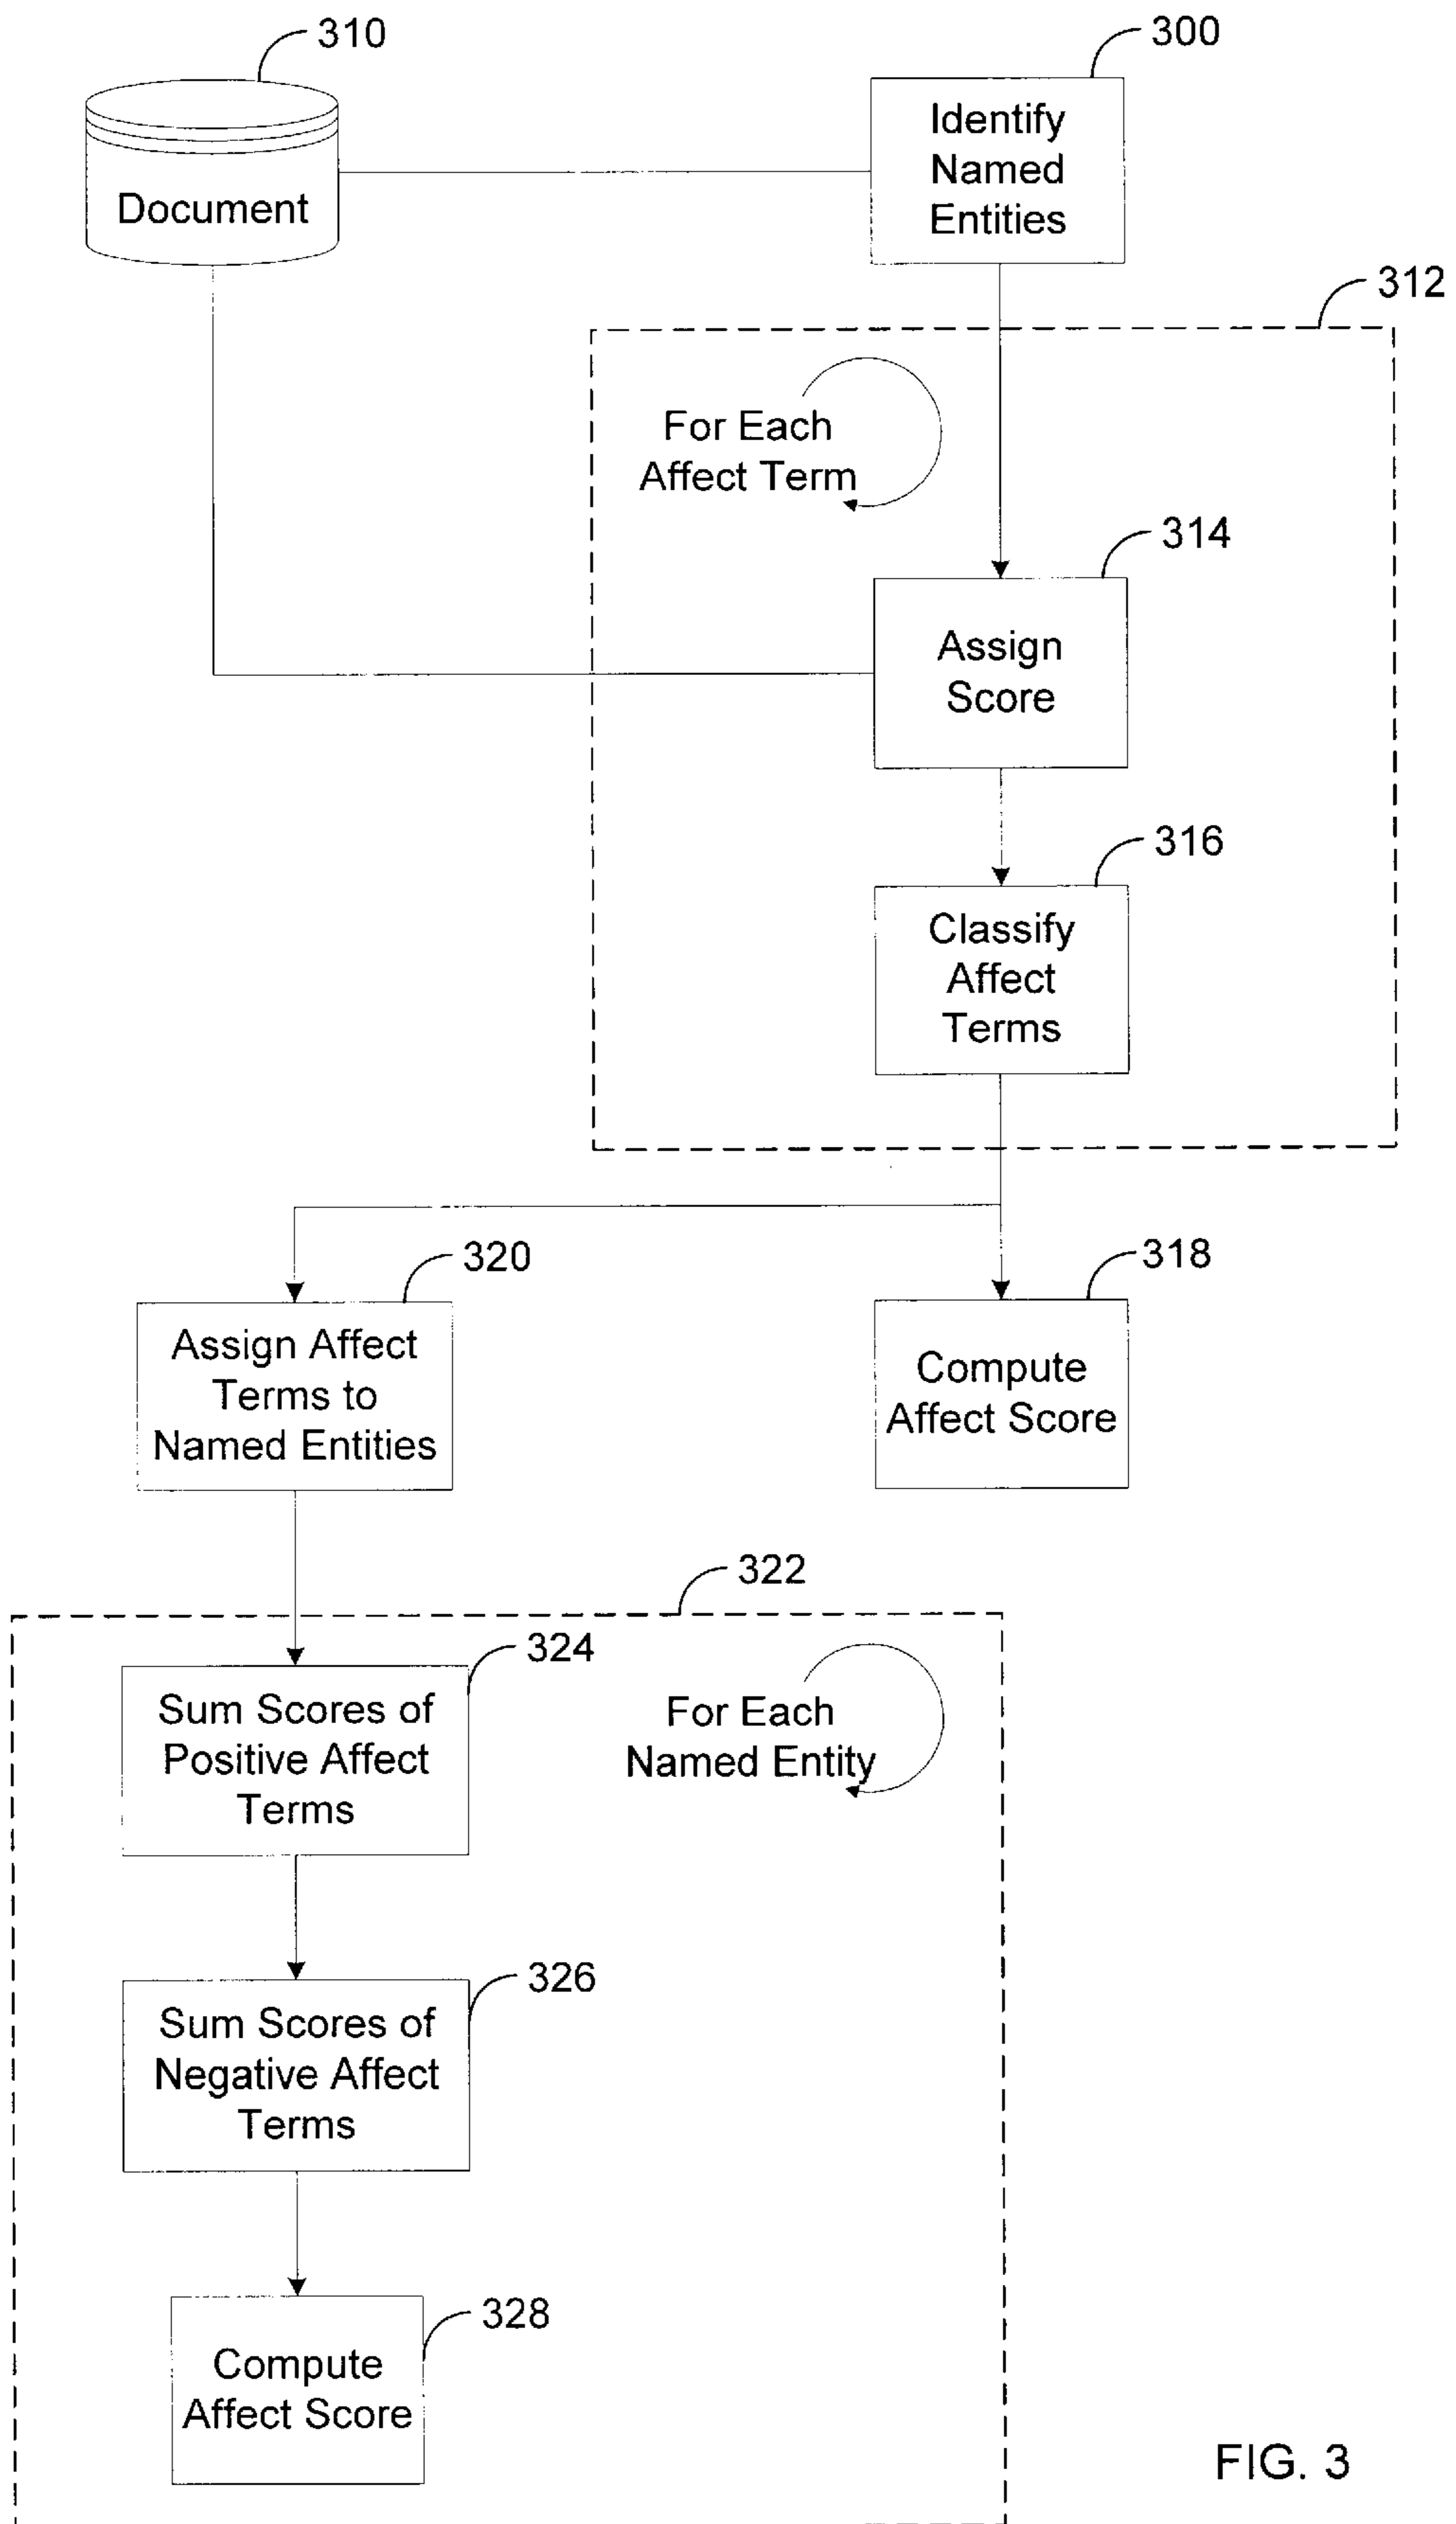 310
300
Document
Identify
Named
Entities
312
For Each
Affect Term
314
Assign
Score
316
Classify
Affect
Terms
320
318
Assign Affect
Terms to
Named Entities
Compute
Affect Score
322
324
Sum Scores of
Positive Affect
Terms
For Each
Named Entity
326
Sum Scores of
Negative Affect
Terms
328
Compute
Affect Score
FIG. 3